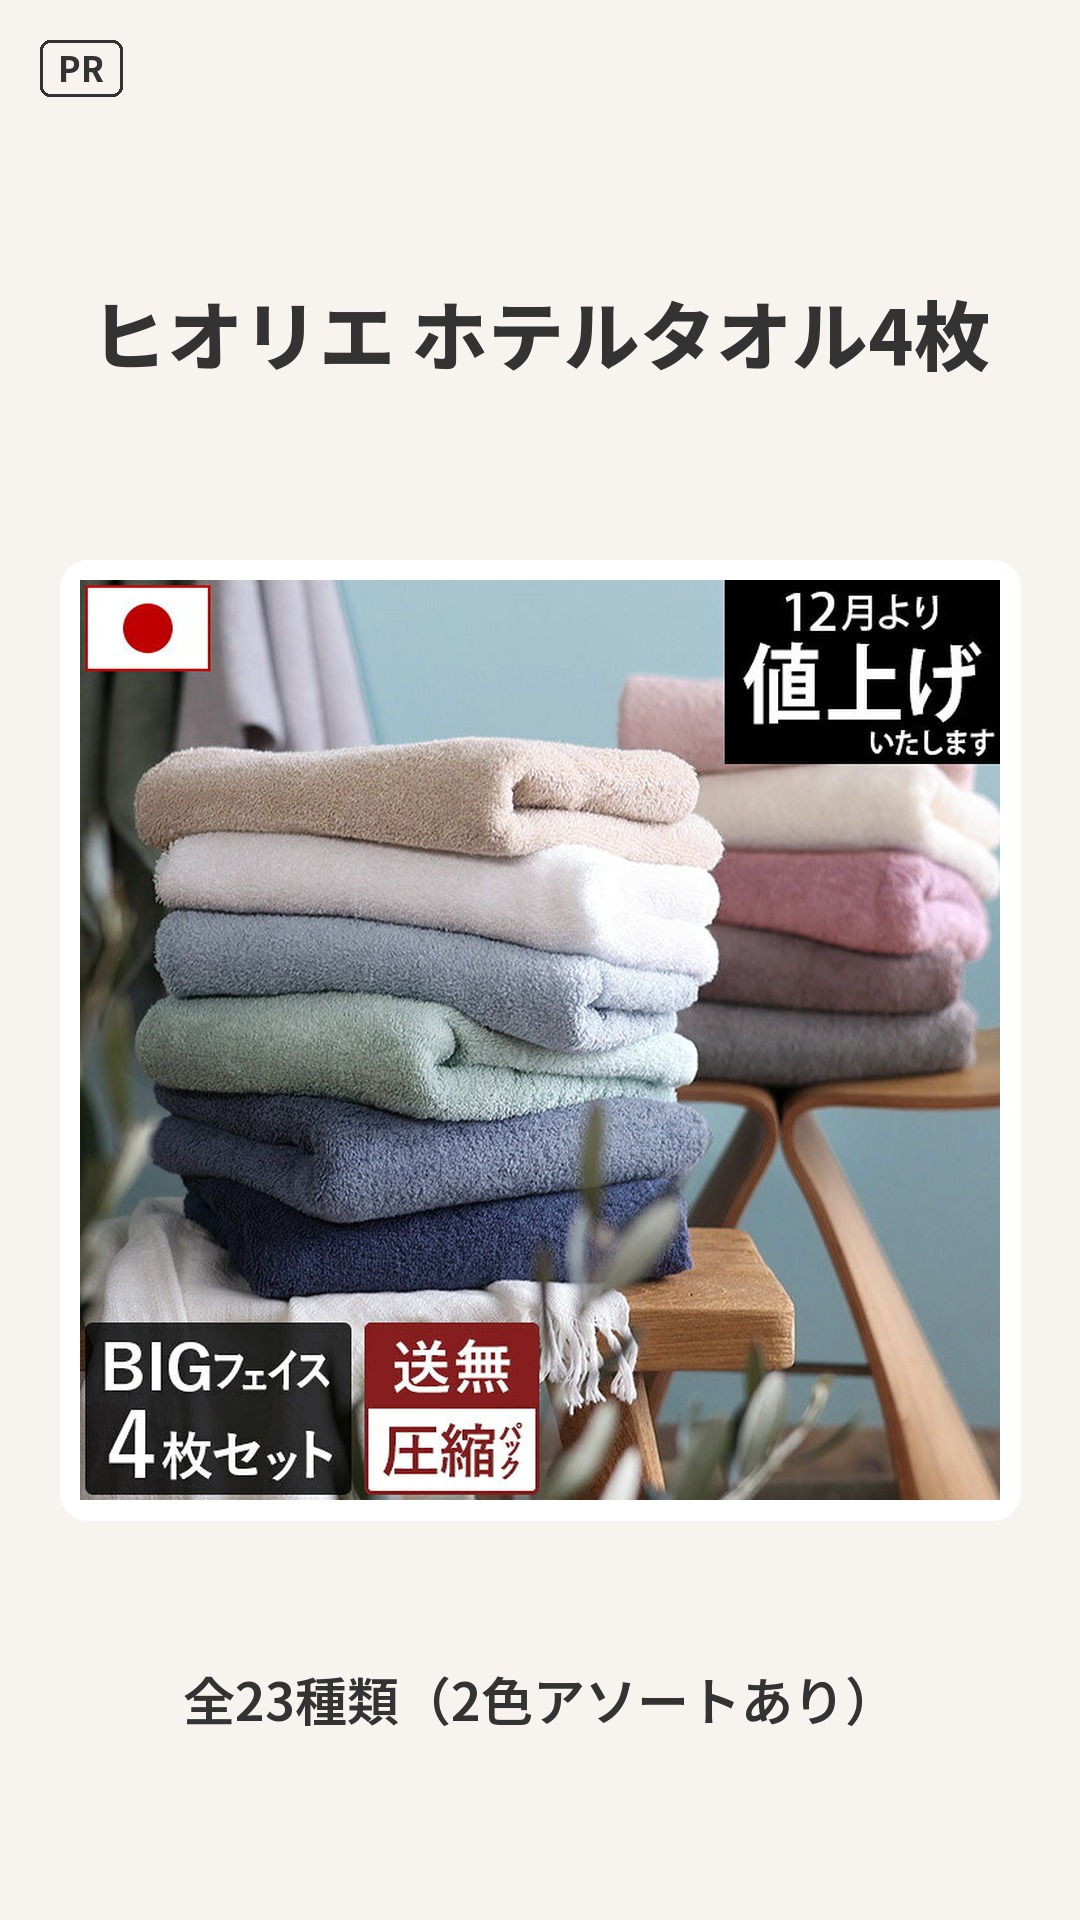 PR
ヒオリエ ホテルタオル4枚
12月より
値上げ
いたします
BIGフェイス
4枚セット
送無
圧縮パック
全23種類（2色アソートあり）